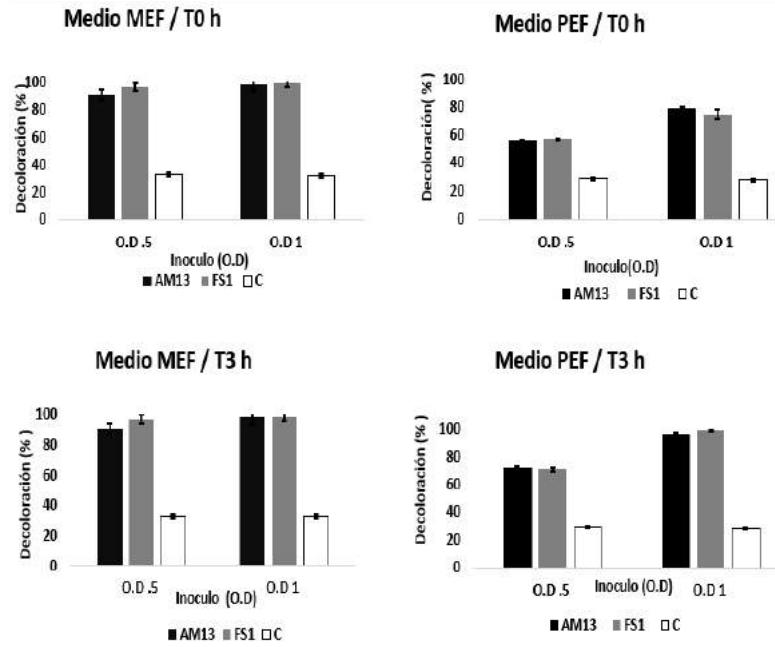 Medio MEF / T0 h
Decoloración (% )
100
80
60
40
20
0
O.D .5
O.D 1
Inoculo (O.D)
AM13 FS1 C
Medio PEF / T0 h
Decoloración( % )
100
80
60
40
20
0
O.D .5
O.D 1
Inoculo(O.D)
AM13 FS1 C
Medio MEF / T3 h
Decoloración (% )
100
80
60
40
20
0
O.D .5
O.D 1
Inoculo (O.D)
AM13 FS1 C
Medio PEF / T3 h
Decoloración (% )
100
80
60
40
20
0
O.D .5
Inoculo (O.D)
O.D 1
AM13 FS1 C